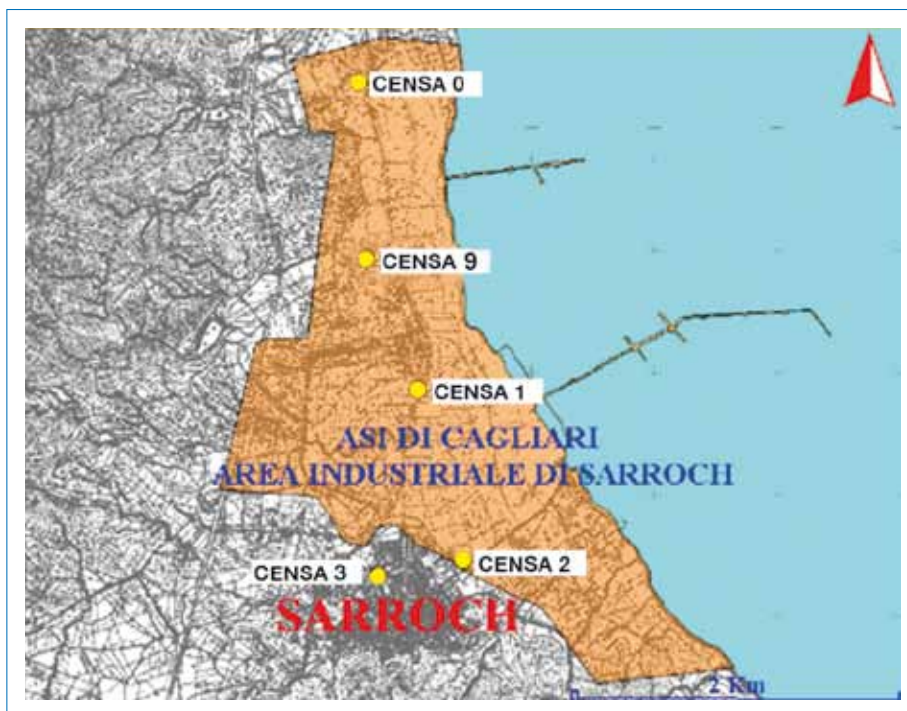 CENSA 0
CENSA 9
CENSA 1
ASI DI CAGLIARI
AREA INDUSTRIALE DI SARROCH
CENSA 2
CENSA 3
SARROCH
2 Km